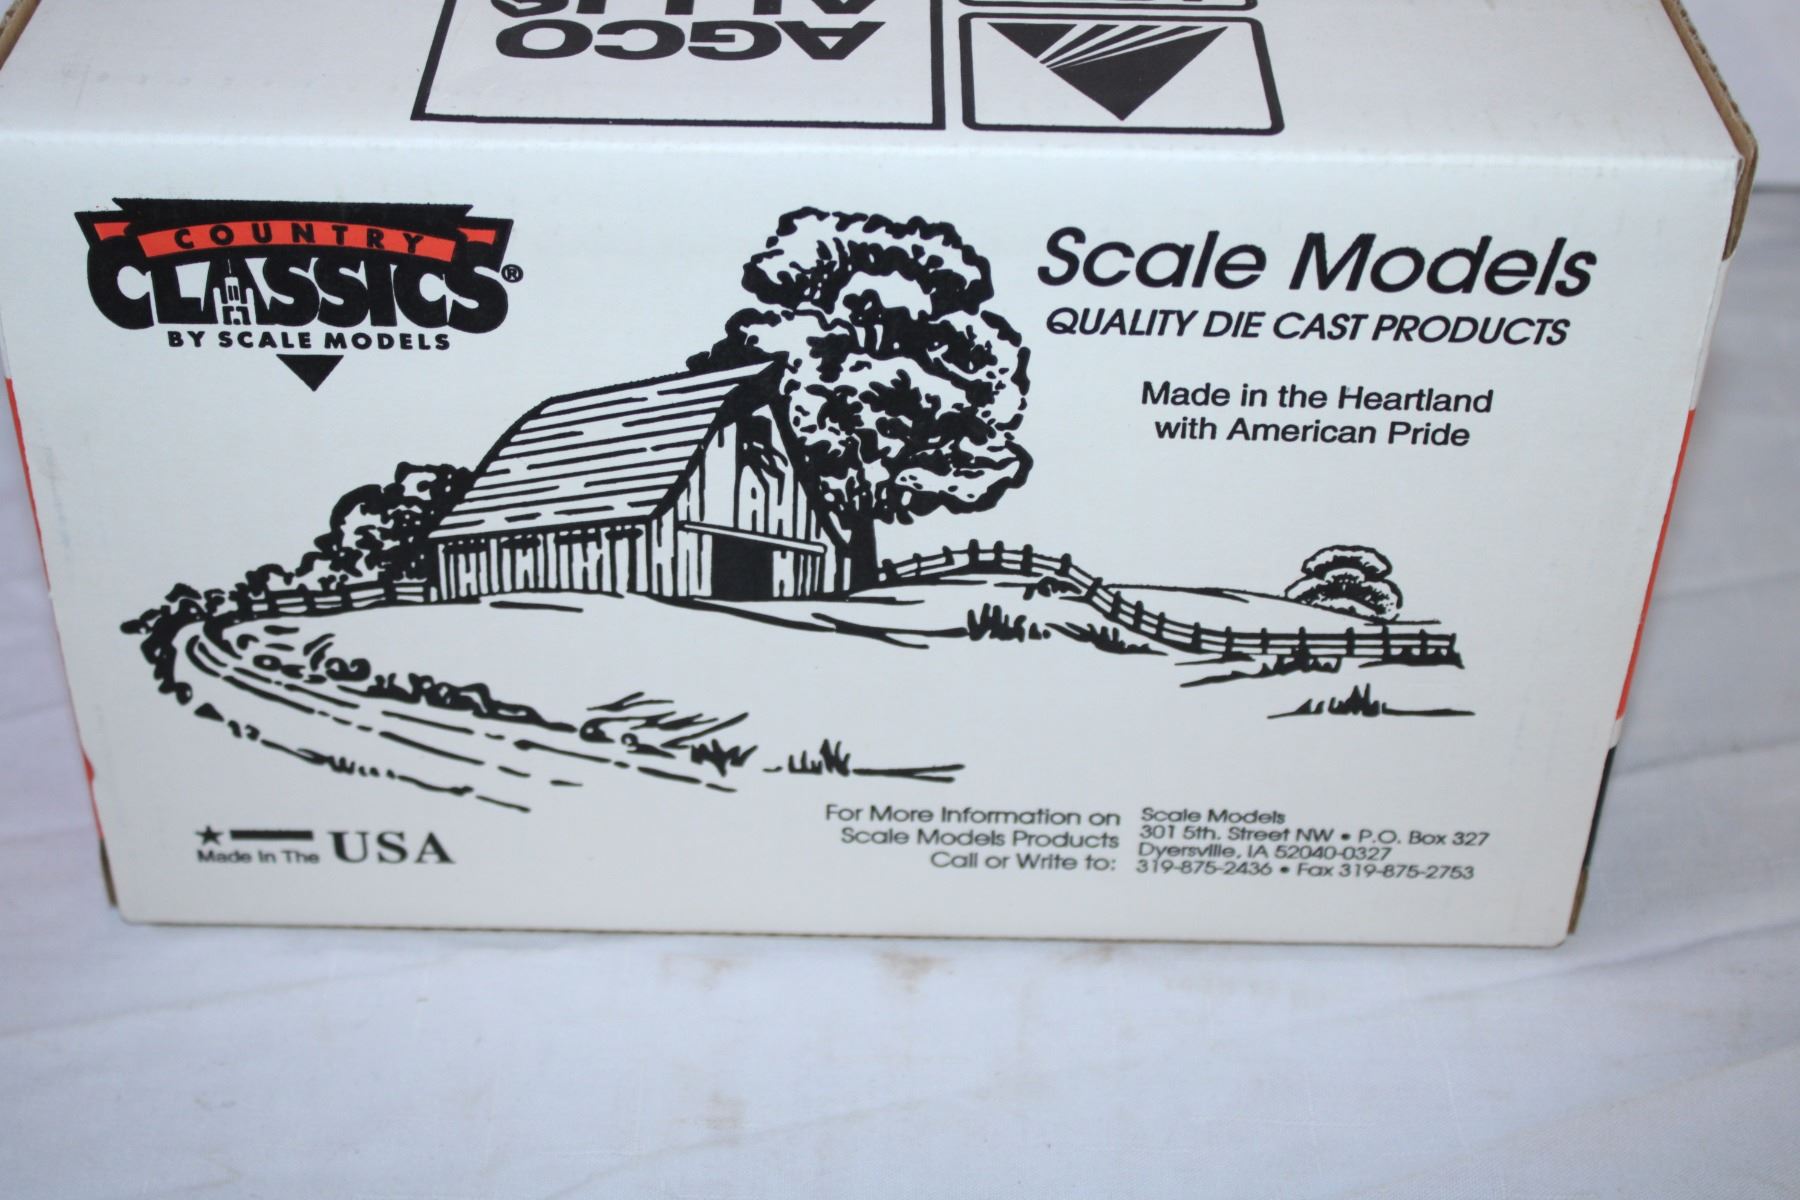 AGCO
ALLIS
COUNTRY
CLASSICS®
BY SCALE MODELS
Scale Models
QUALITY DIE CAST PRODUCTS
Made in the Heartland
with American Pride
Made In The USA
For More Information on
Scale Models Products
Call or Write to:
Scale Models
301 5th. Street NW • P.O. Box 327
Dyersville, IA 52040-0327
319-875-2436 • Fax 319-875-2753